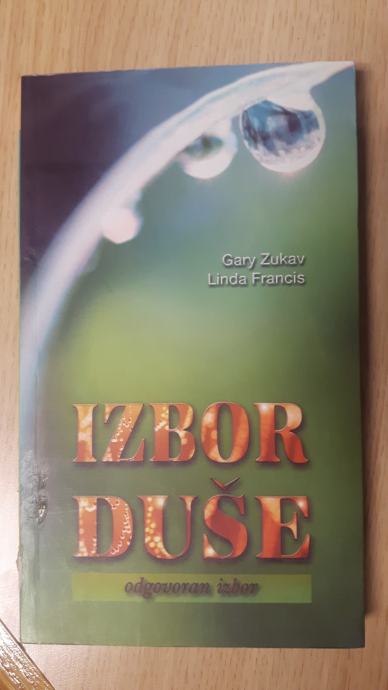 Gary Zukav
Linda Francis
IZBOR
DUŠE
odgovoran izbor